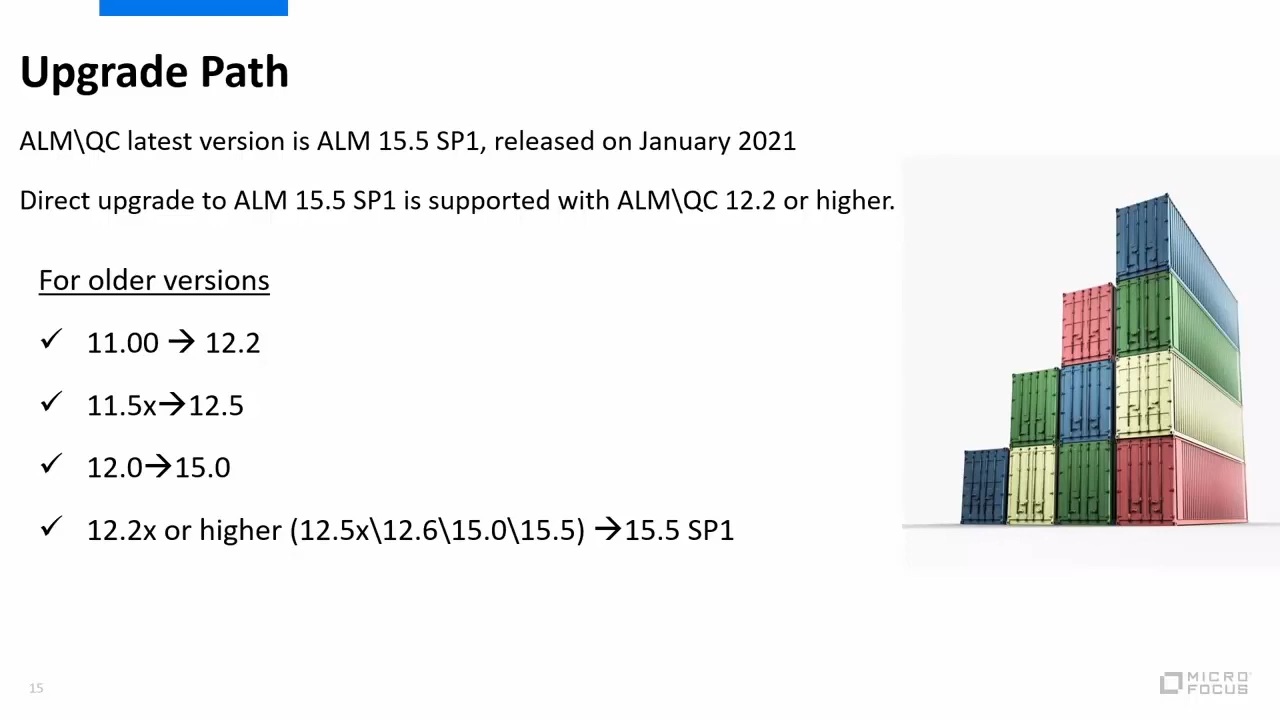 Upgrade Path
ALM\QC latest version is ALM 15.5 SP1, released on January 2021
Direct upgrade to ALM 15.5 SP1 is supported with ALM\QC 12.2 or higher.
For older versions
✓ 11.00 → 12.2
✓ 11.5x→12.5
✓ 12.0→15.0
✓ 12.2x or higher (12.5x\12.6\15.0\15.5) →15.5 SP1
15
MICRO
FOCUS